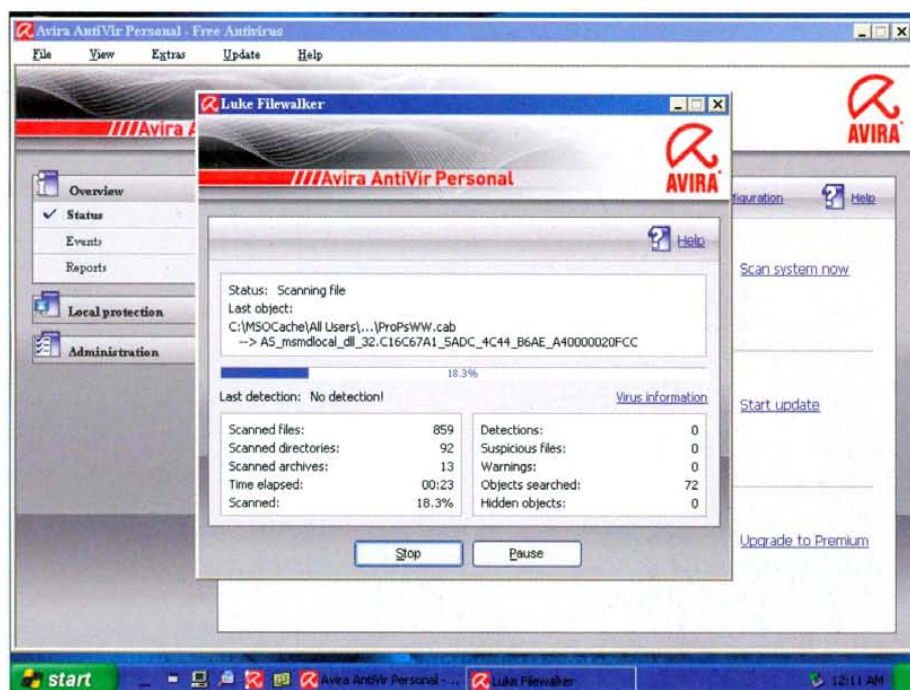 Avira AntiVir Personal - Free Antivirus
File View Extras Update Help
///Avira A
AVIRA
Overview
Status
Events
Reports
Local protection
Administration
figuration Help
Scan system now
Start update
Upgrade to Premium
Luke Filewalker
///Avira AntiVir Personal
AVIRA
Help
Status: Scanning file
Last object:
C:\MSOCache\All Users\...\ProPsWW.cab
--> AS_msmdlocal_dll_32.C16C67A1_5ADC_4C44_B6AE_A40000020FCC
18.3%
Last detection: No detection! Virus information
Scanned files: 859
Scanned directories: 92
Scanned archives: 13
Time elapsed: 00:23
Scanned: 18.3%
Detections: 0
Suspicious files: 0
Warnings: 0
Objects searched: 72
Hidden objects: 0
Stop Pause
start Avira AntiVir Personal - ... Luke Filewalker 12:11 AM